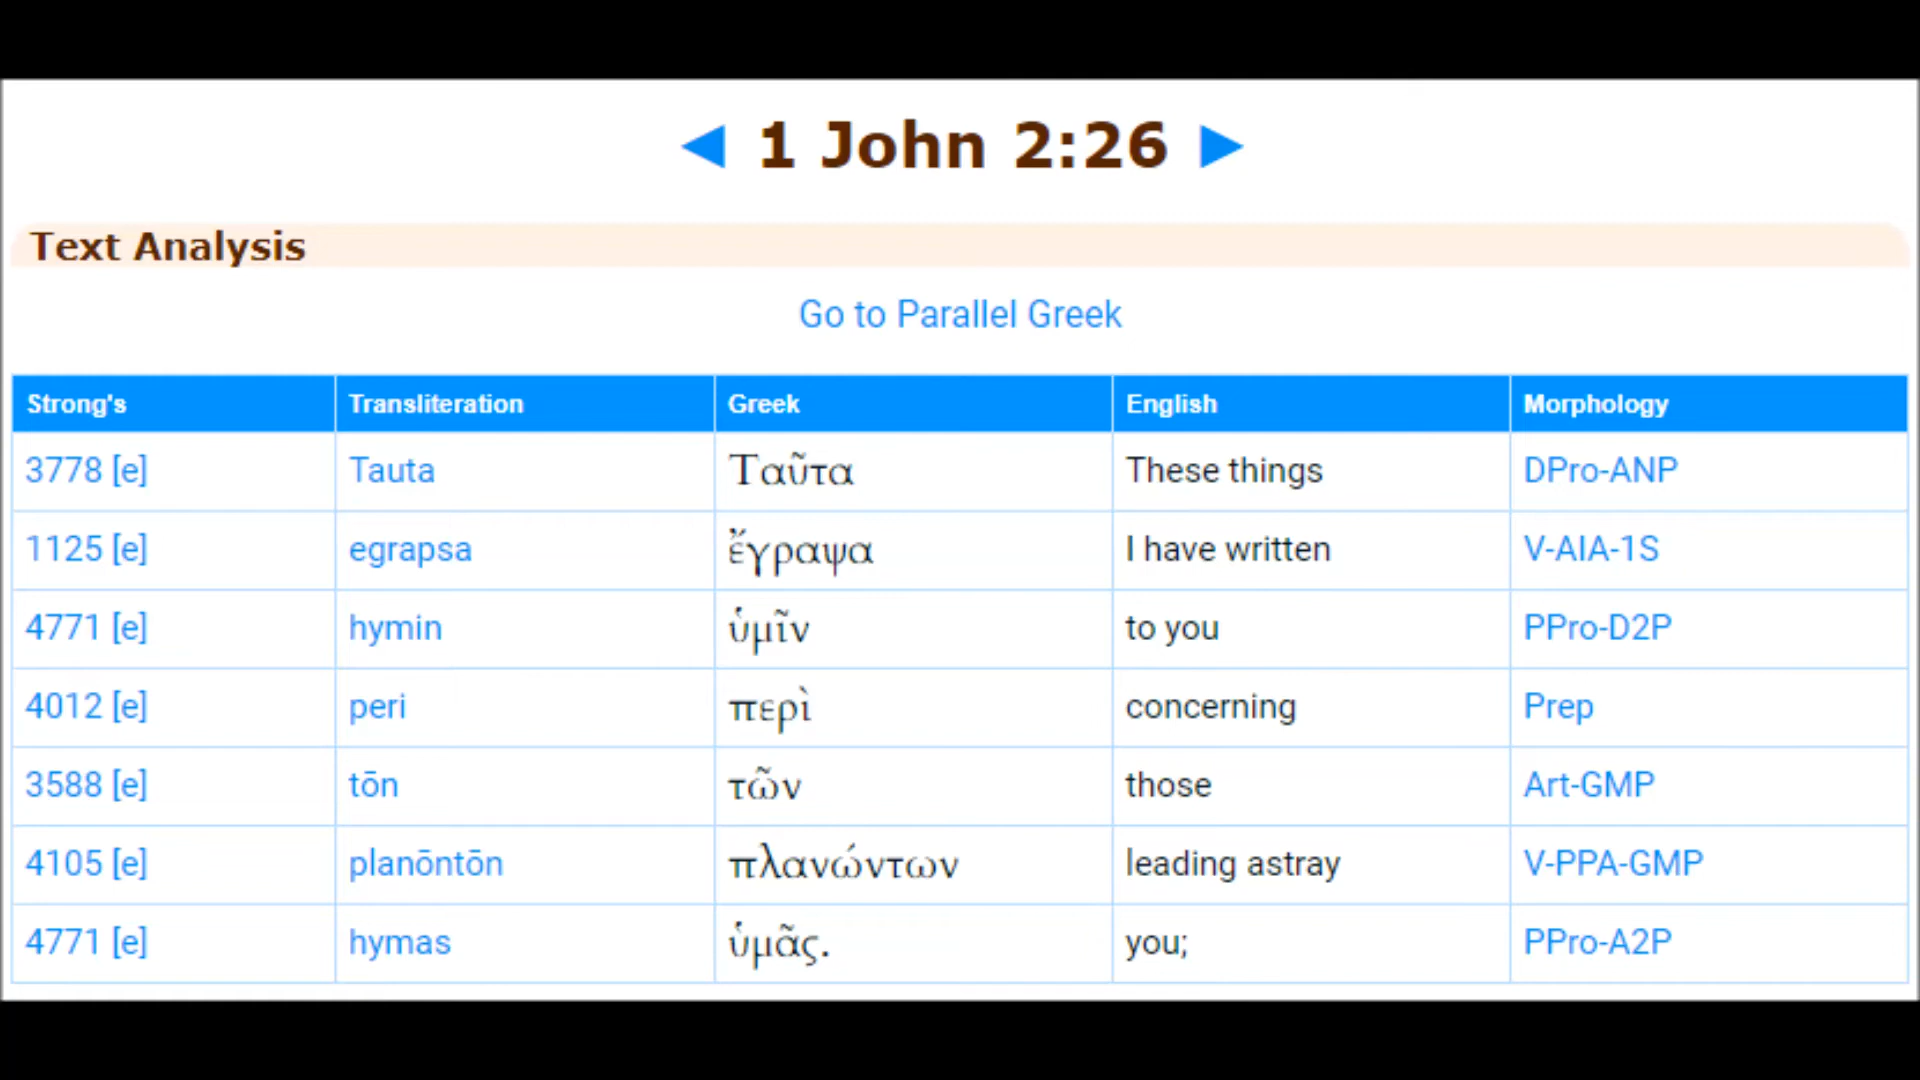 1 John 2:26
Text Analysis
Go to Parallel Greek
Strong's Transliteration Greek English Morphology
3778 [e] Tauta Ταῦτα These things DPro-ANP
1125 [e] egrapsa ἔγραψα I have written V-AIA-1S
4771 [e] hymin ὑμῖν to you PPro-D2P
4012 [e] peri περὶ concerning Prep
3588 [e] tōn τῶν those Art-GMP
4105 [e] planōntōn πλανώντων leading astray V-PPA-GMP
4771 [e] hymas ὑμᾶς. you; PPro-A2P